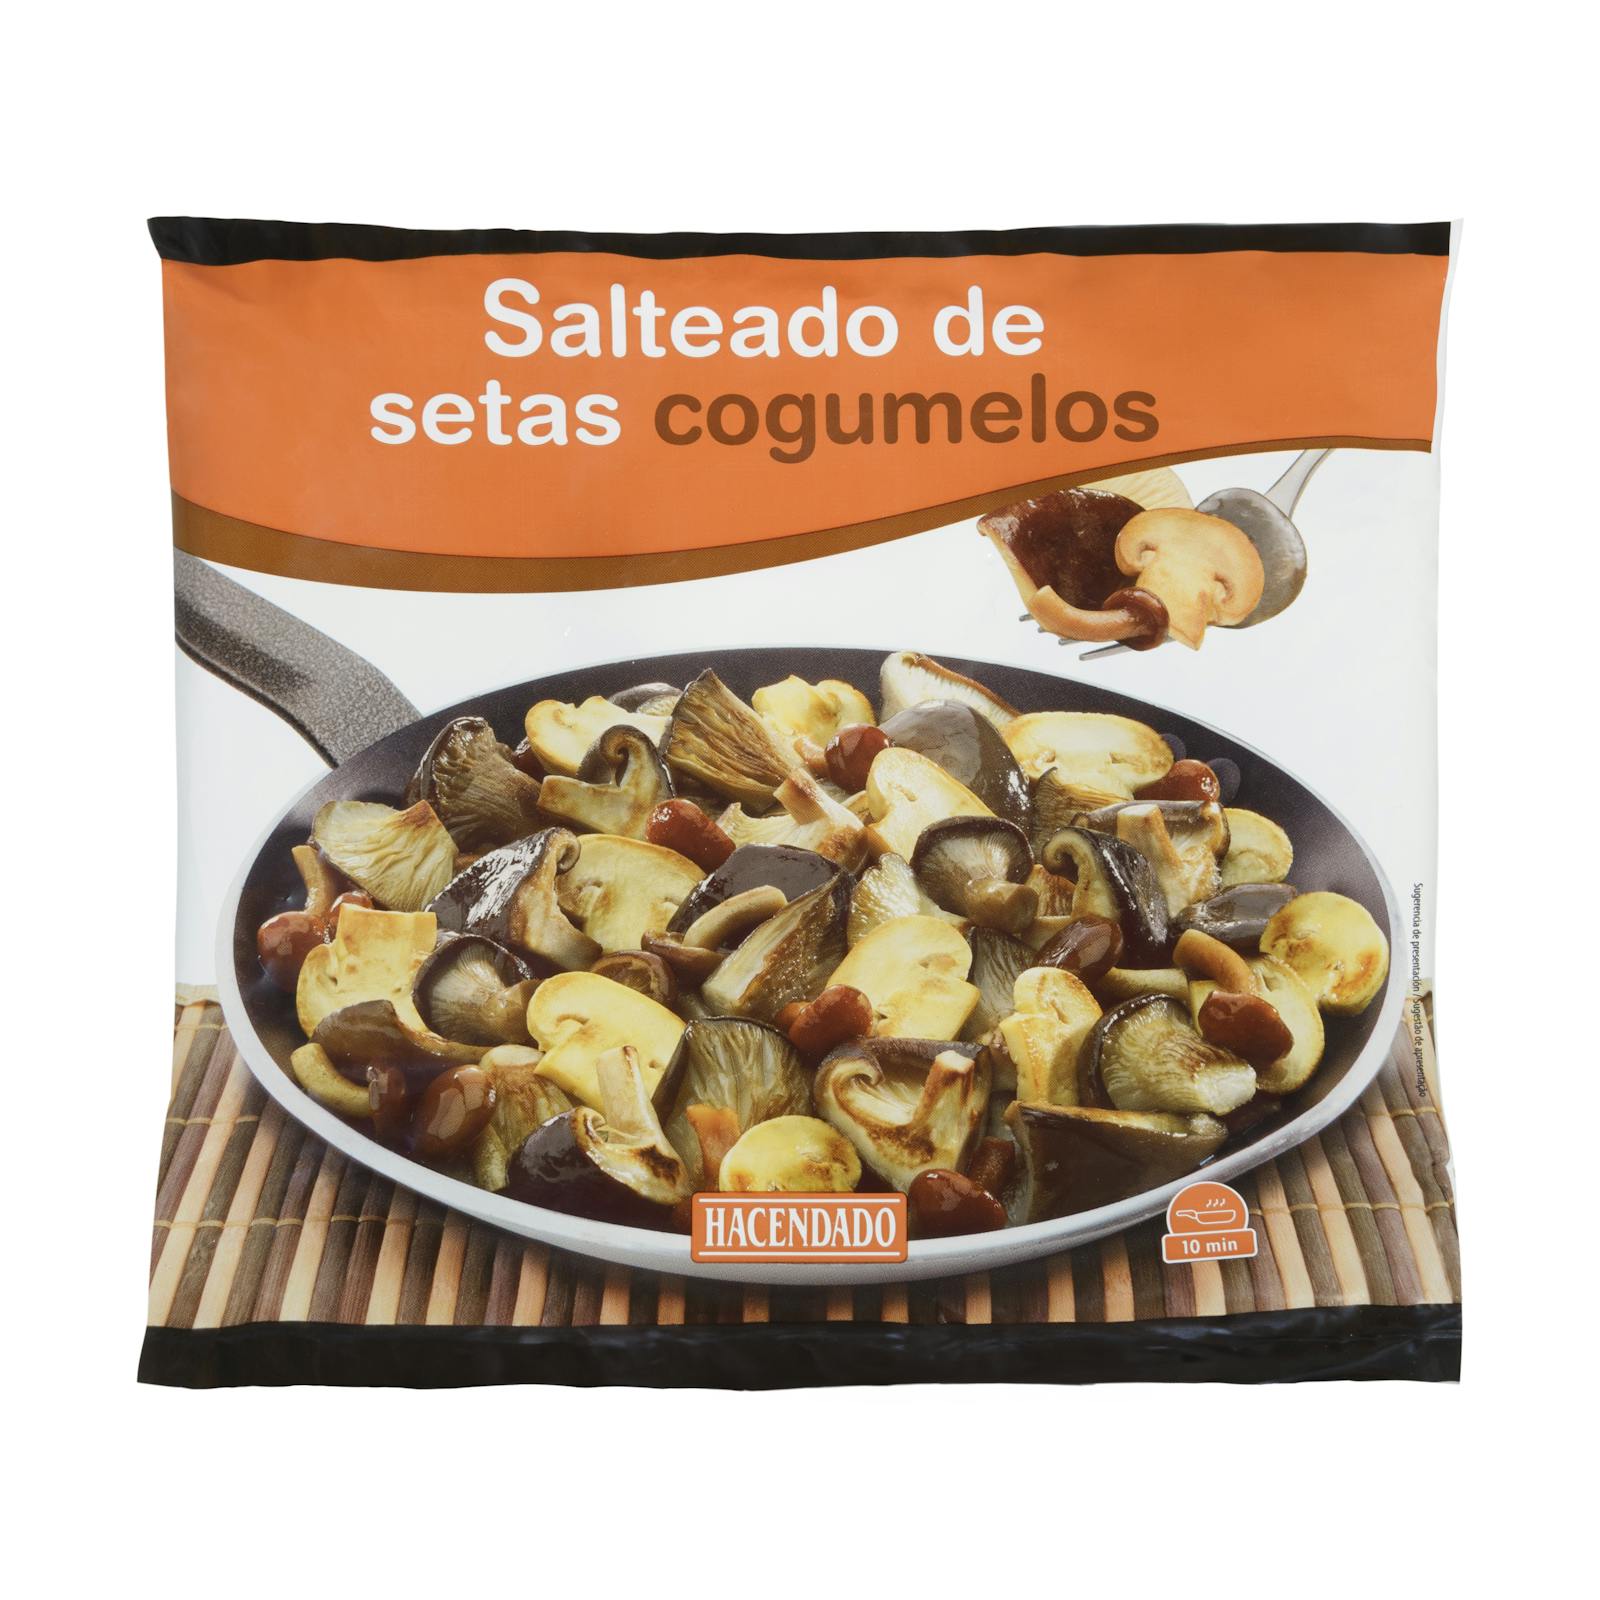 Salteado de
setas cogumelos
Sugerencia de presentación / Sugestão de apresentação
HACENDADO
10 min